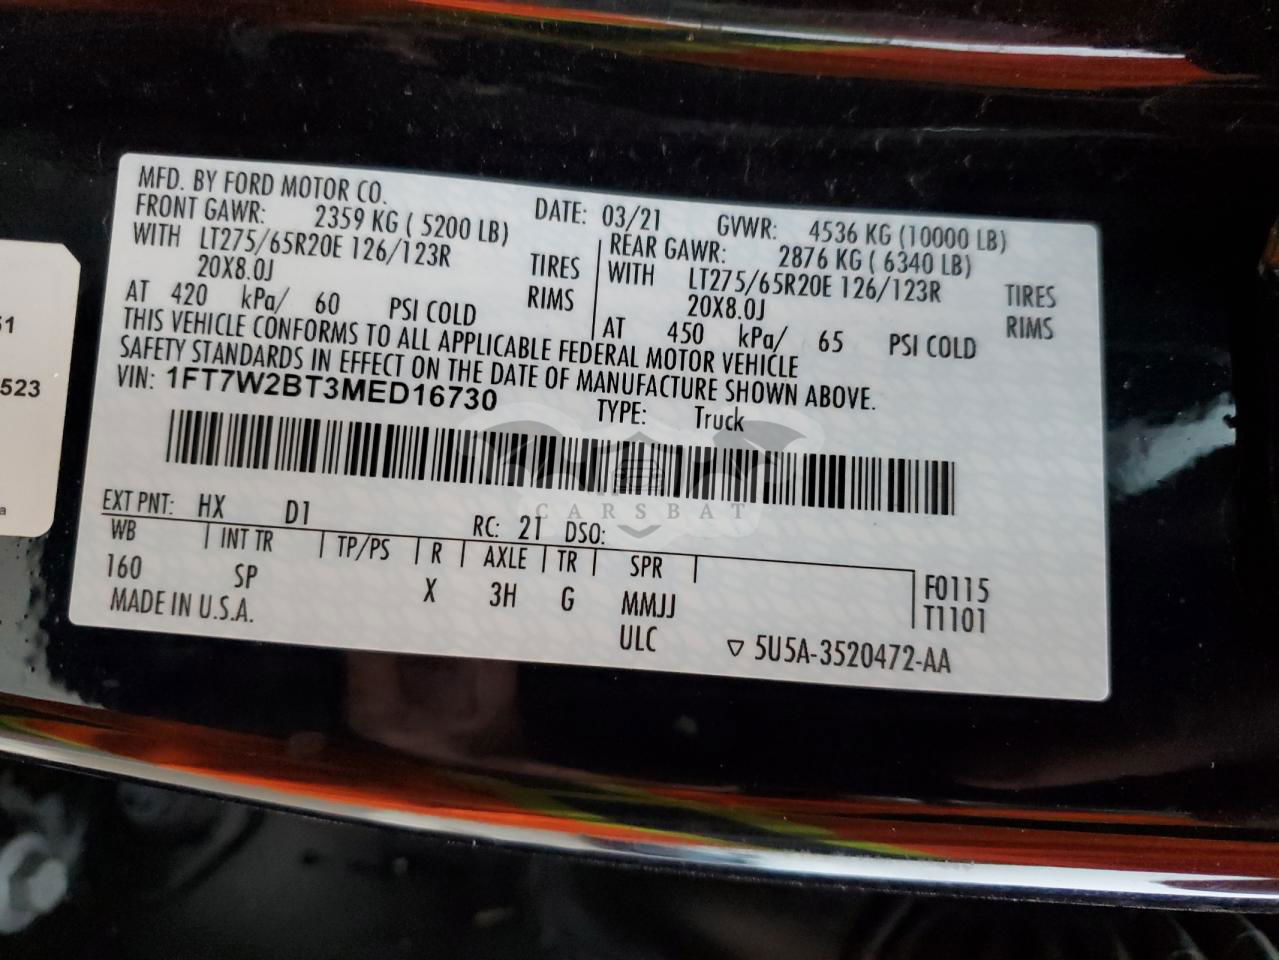 MFD. BY FORD MOTOR CO.
DATE: 03/21 GVWR: 4536 KG (10000 LB)
FRONT GAWR: 2359 KG ( 5200 LB)
WITH LT275/65R20E 126/123R TIRES
20X8.0J RIMS
AT 420 kPa/ 60 PSI COLD
REAR GAWR: 2876 KG ( 6340 LB)
WITH LT275/65R20E 126/123R TIRES
20X8.0J RIMS
AT 450 kPa/ 65 PSI COLD
THIS VEHICLE CONFORMS TO ALL APPLICABLE FEDERAL MOTOR VEHICLE
SAFETY STANDARDS IN EFFECT ON THE DATE OF MANUFACTURE SHOWN ABOVE.
VIN: 1FT7W2BT3MED16730 TYPE: Truck
CARSBAT
EXT PNT: HX D1 RC: 21 DSO:
WB INT TR TP/PS R AXLE TR SPR
160 SP X 3H G MMJJ
F0115
T1101
MADE IN U.S.A. ULC ▽ 5U5A-3520472-AA
51
523
a